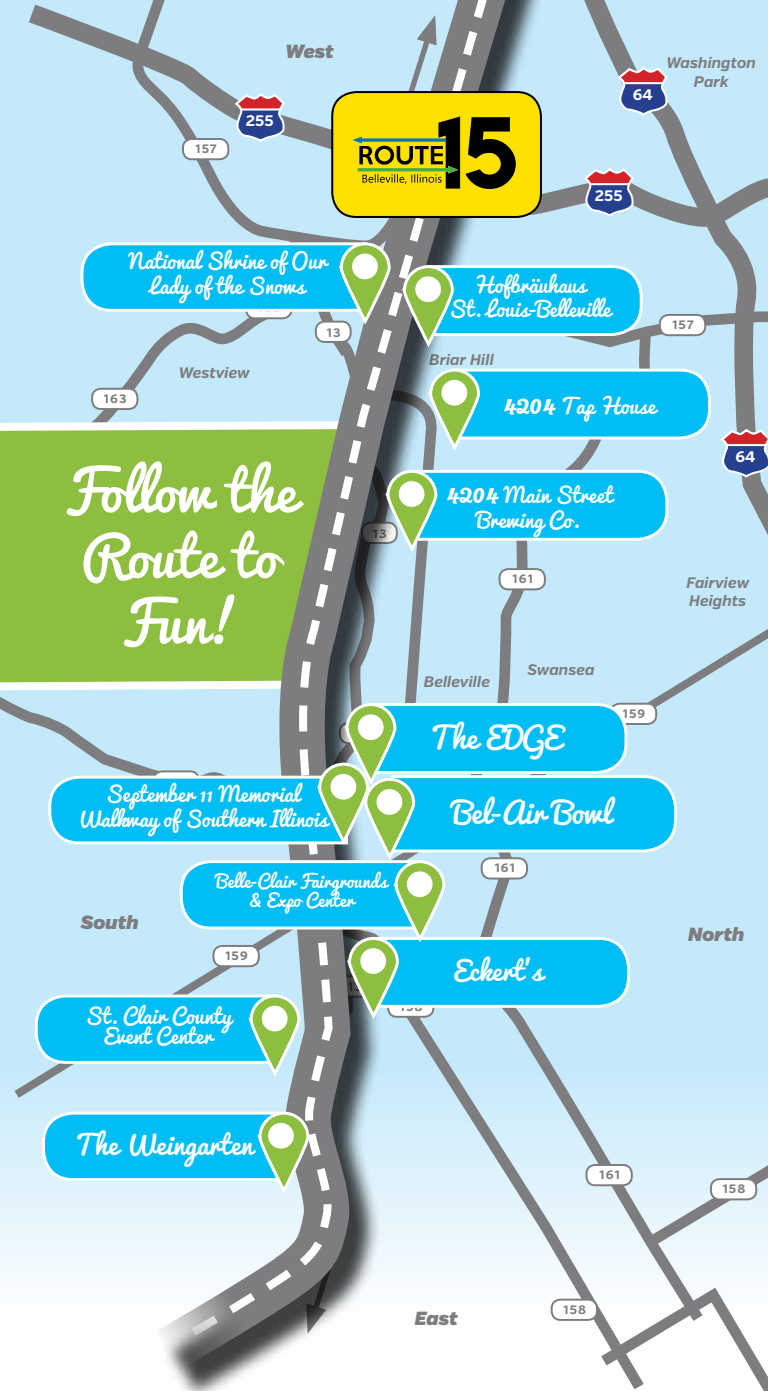 West
Washington
Park
64
255
157
ROUTE 15
Belleville, Illinois
255
National Shrine of Our
Lady of the Snows
Hofbräuhaus
St. Louis-Belleville
13
157
Briar Hill
Westview
163
4204 Tap House
64
Follow the
Route to
Fun!
4204 Main Street
Brewing Co.
13
161
Fairview
Heights
Swansea
Belleville
159
The EDGE
September 11 Memorial
Walkway of Southern Illinois
Bel-Air Bowl
161
Belle-Clair Fairgrounds
& Expo Center
South
North
159
Eckert's
158
St. Clair County
Event Center
The Weingarten
161
158
158
East